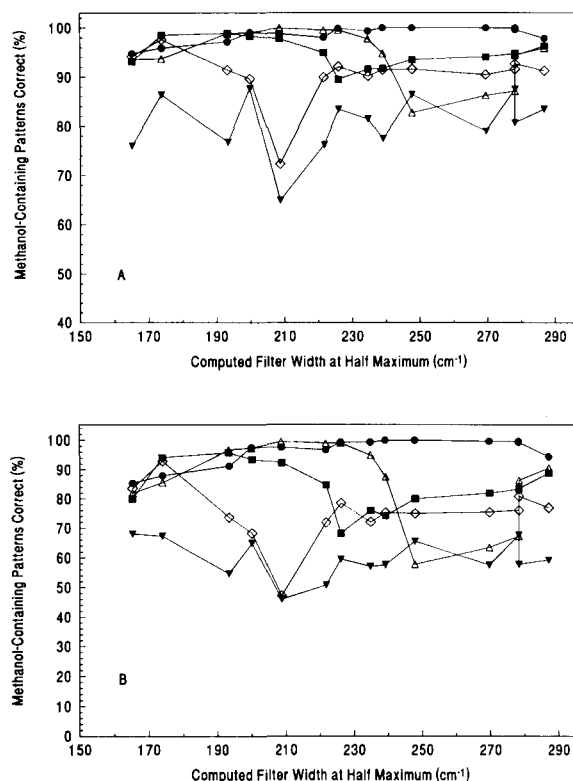 Methanol-Containing Patterns Correct (%)
100
90
80
70
60
50
40
A
150 170 190 210 230 250 270 290
Computed Filter Width at Half Maximum (cm⁻¹)
Methanol-Containing Patterns Correct (%)
100
90
80
70
60
50
40
30
20
10
0
B
150 170 190 210 230 250 270 290
Computed Filter Width at Half Maximum (cm⁻¹)